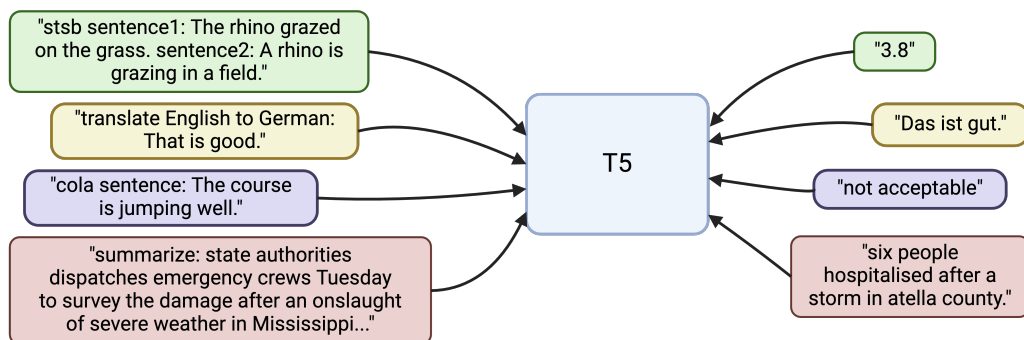 "stsb sentence1: The rhino grazed
on the grass. sentence2: A rhino is
grazing in a field."
"translate English to German:
That is good."
"cola sentence: The course
is jumping well."
"summarize: state authorities
dispatches emergency crews Tuesday
to survey the damage after an onslaught
of severe weather in Mississippi..."
T5
"3.8"
"Das ist gut."
"not acceptable"
"six people
hospitalised after a
storm in atella county."